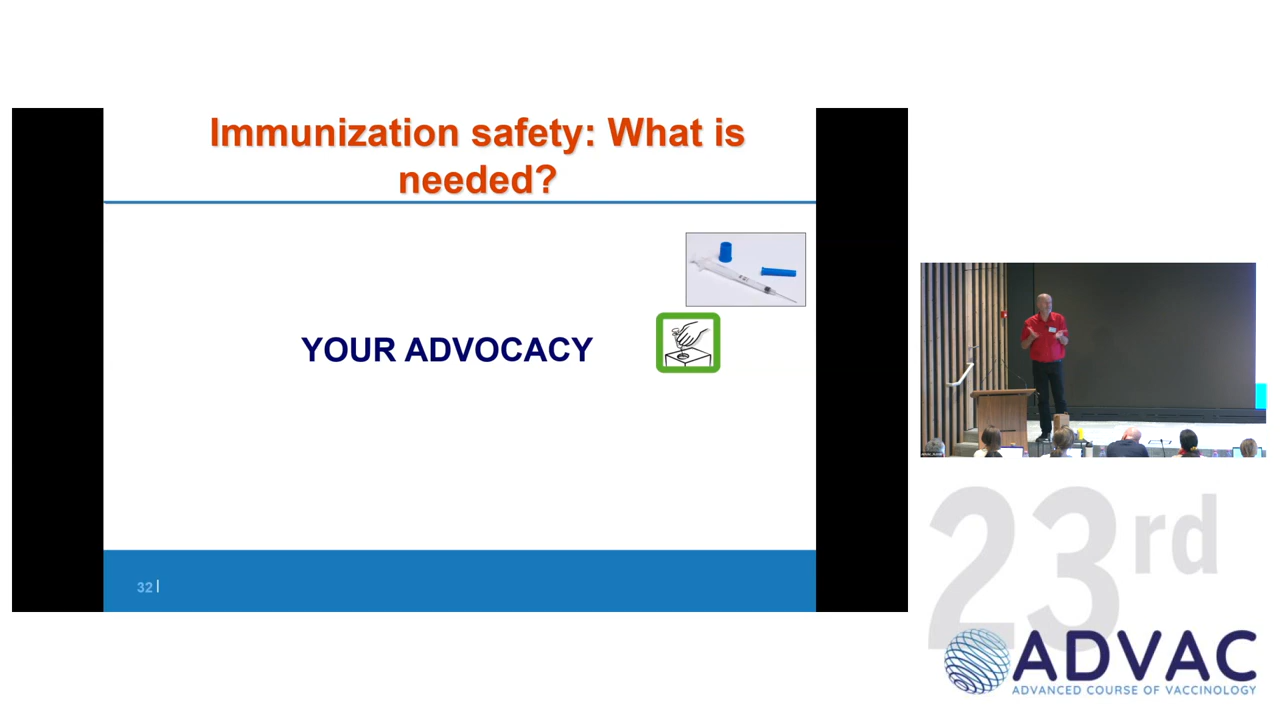 Immunization safety: What is
needed?
YOUR ADVOCACY
32 |
23rd
ADVAC
ADVANCED COURSE OF VACCINOLOGY